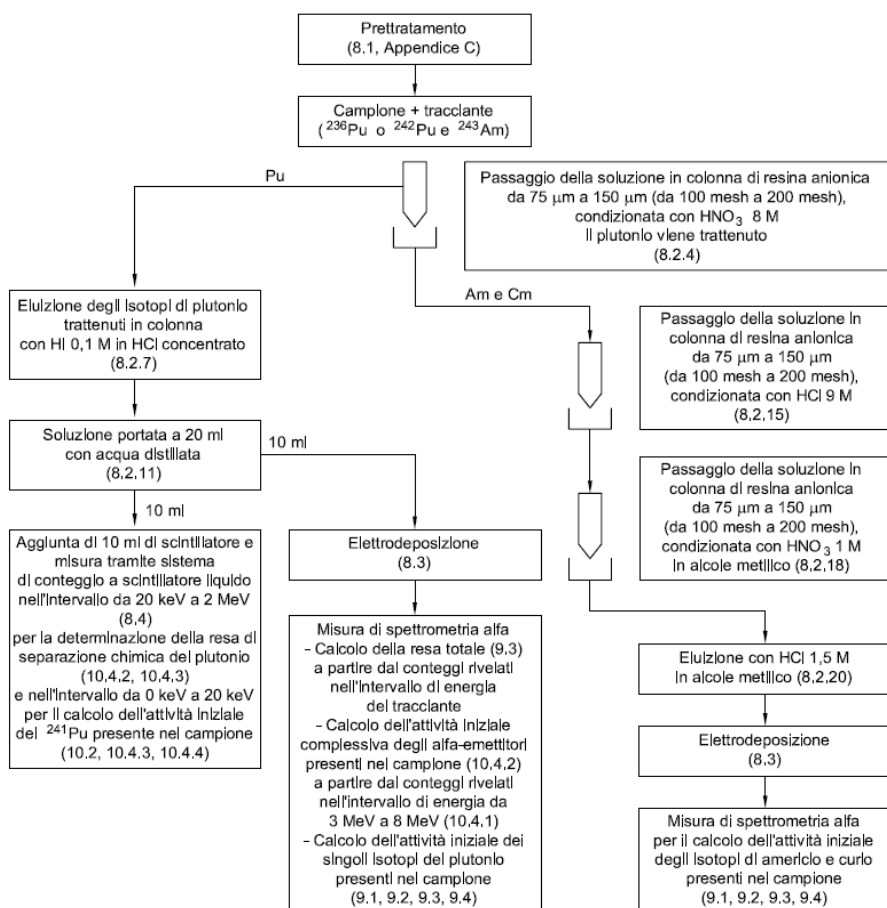 Prettrattamento
(8.1, Appendice C)
Campione + tracciante
(²³⁶Pu o ²⁴²Pu e ²⁴³Am)
Pu
Passaggio della soluzione in colonna di resina anionica
da 75 µm a 150 µm (da 100 mesh a 200 mesh),
condizionata con HNO₃ 8 M
Il plutonio viene trattenuto
(8.2.4)
Am e Cm
Eluizione degli isotopi di plutonio
trattenuti in colonna
con HI 0,1 M in HCl concentrato
(8.2.7)
Passaggio della soluzione in
colonna di resina anionica
da 75 µm a 150 µm
(da 100 mesh a 200 mesh),
condizionata con HCl 9 M
(8,2,15)
Soluzione portata a 20 ml
con acqua distillata
(8,2,11)
10 ml
10 ml
Passaggio della soluzione in
colonna di resina anionica
da 75 µm a 150 µm
(da 100 mesh a 200 mesh),
condizionata con HNO₃ 1 M
in alcole metilico (8,2,18)
Aggiunta di 10 ml di scintillatore e
misura tramite sistema
di conteggio a scintillatore liquido
nell'intervallo da 20 keV a 2 MeV
(8.4)
per la determinazione della resa di
separazione chimica del plutonio
(10.4.2, 10.4.3)
e nell'intervallo da 0 keV a 20 keV
per il calcolo dell'attività iniziale
del ²⁴¹Pu presente nel campione
(10.2, 10.4.3, 10.4.4)
Elettrodeposizione
(8.3)
Misura di spettrometria alfa
- Calcolo della resa totale (9,3)
a partire dai conteggi rivelati
nell'intervallo di energia
del tracciante
- Calcolo dell'attività iniziale
complessiva degli alfa-emettitori
presenti nel campione (10,4,2)
a partire dai conteggi rivelati
nell'intervallo di energia da
3 MeV a 8 MeV (10,4,1)
- Calcolo dell'attività iniziale dei
singoli isotopi del plutonio
presenti nel campione
(9.1, 9.2, 9.3, 9.4)
Eluizione con HCl 1,5 M
in alcole metilico (8,2,20)
Elettrodeposizione
(8.3)
Misura di spettrometria alfa
per il calcolo dell'attività iniziale
degli isotopi di americio e curio
presenti nel campione
(9.1, 9.2, 9.3, 9.4)